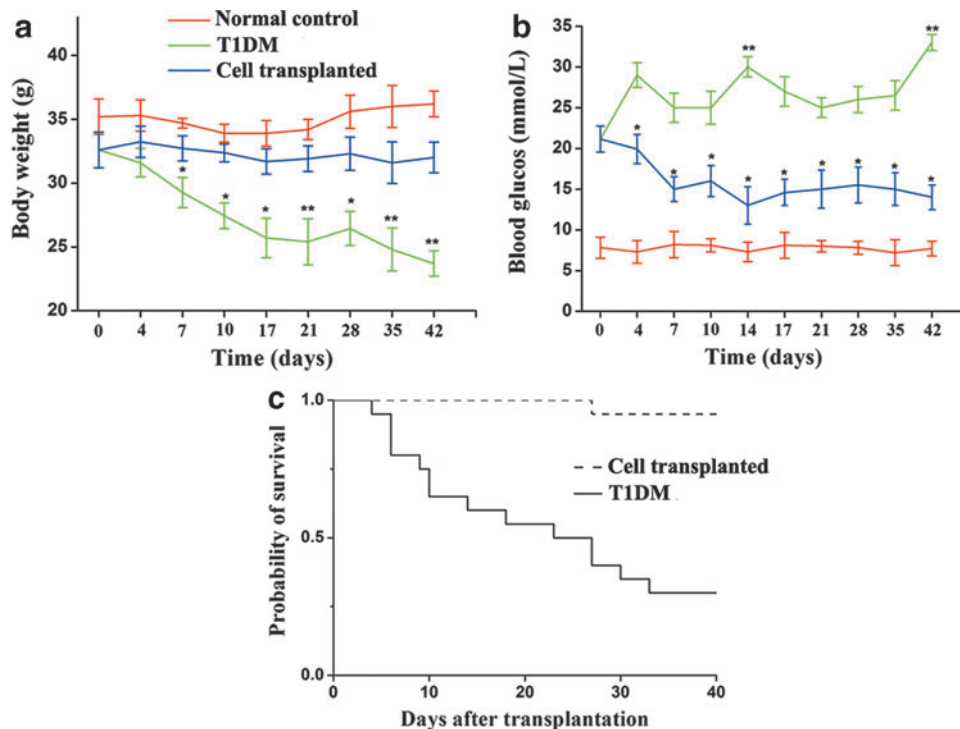 a
Normal control
T1DM
Cell transplanted
Body weight (g)
40
35
30
25
20
0 4 7 10 17 21 28 35 42
Time (days)
* * * ** * ** **
b
Blood glucos (mmol/L)
35
30
25
20
15
10
5
0
0 4 7 10 14 17 21 28 35 42
Time (days)
** **
* * * * * * * * *
c
Probability of survival
1.0
0.5
0.0
Cell transplanted
T1DM
0 10 20 30 40
Days after transplantation